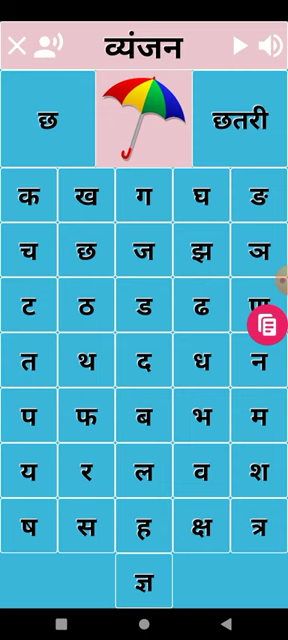 व्यंजन
छ छतरी
क ख ग घ ङ
च छ ज झ ञ
ट ठ ड ढ ण
त थ द ध न
प फ ब भ म
य र ल व श
ष स ह क्ष त्र
ज्ञ